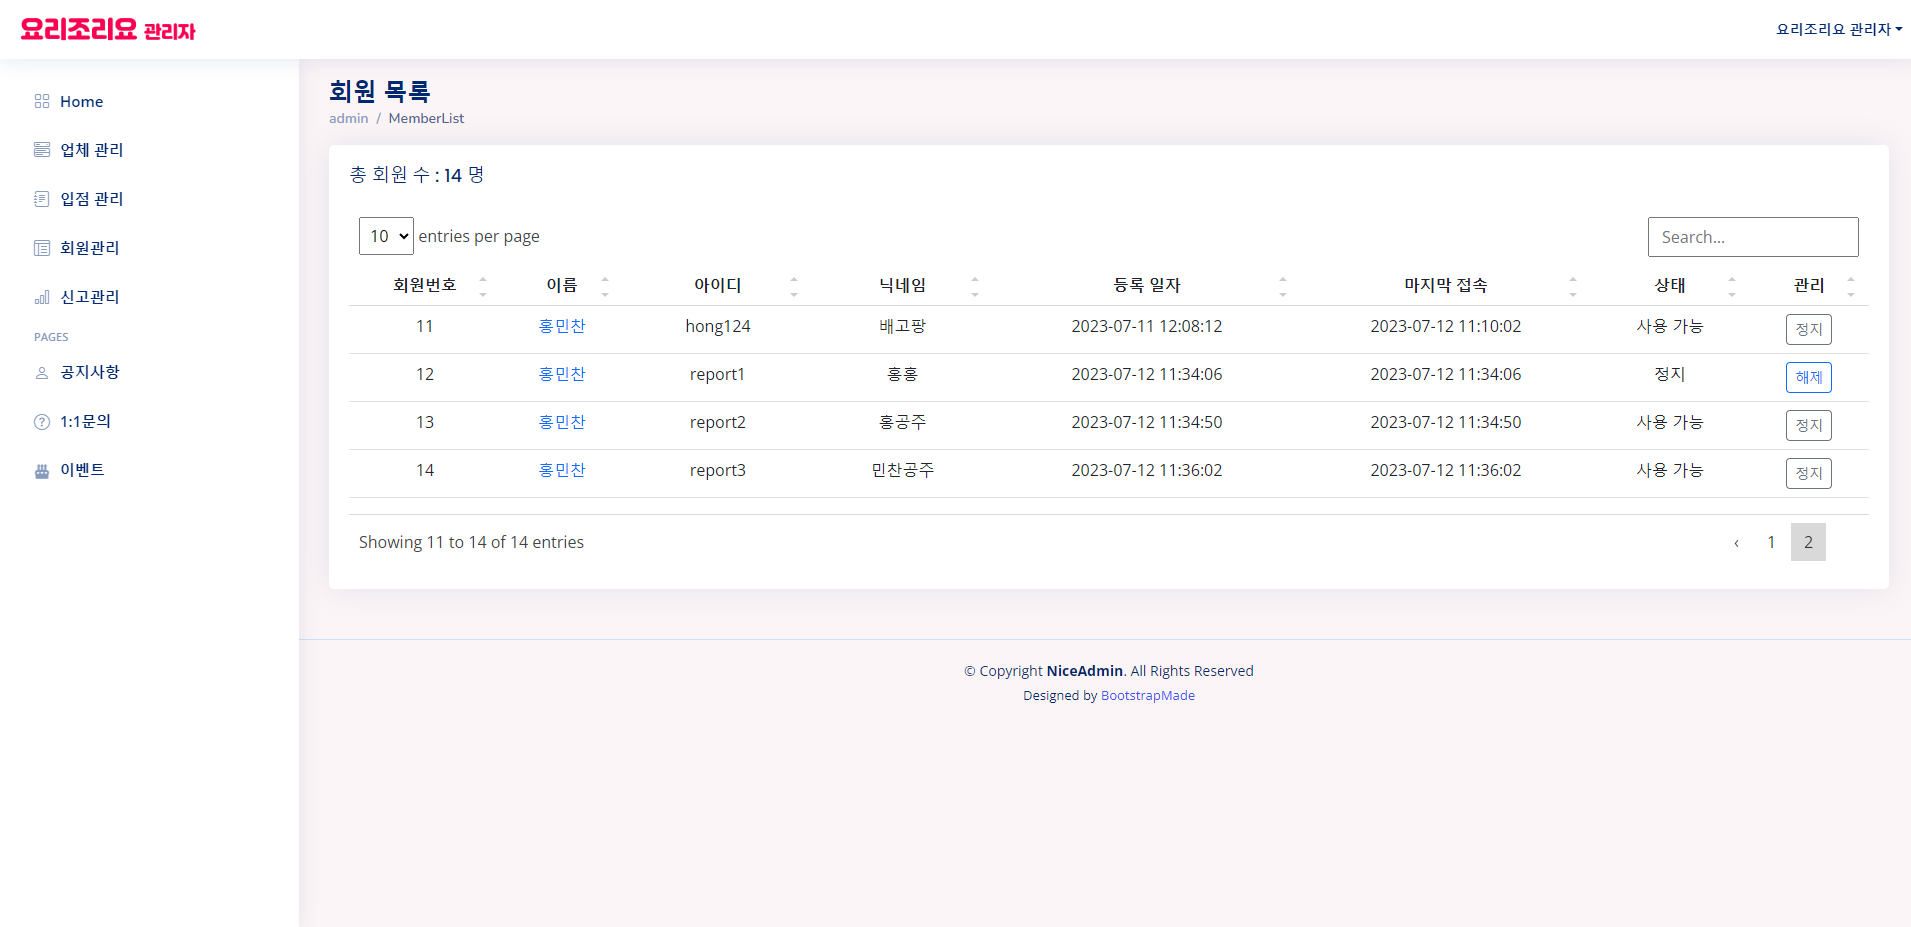 요리조리요 관리자
요리조리요 관리자
Home
업체 관리
입점 관리
회원관리
신고관리
PAGES
공지사항
1:1문의
이벤트
회원 목록
admin / MemberList
총 회원 수 : 14 명
10 entries per page
Search...
회원번호 이름 아이디 닉네임 등록 일자 마지막 접속 상태 관리
11 홍민찬 hong124 배고팡 2023-07-11 12:08:12 2023-07-12 11:10:02 사용 가능 정지
12 홍민찬 report1 홍홍 2023-07-12 11:34:06 2023-07-12 11:34:06 정지 해제
13 홍민찬 report2 홍공주 2023-07-12 11:34:50 2023-07-12 11:34:50 사용 가능 정지
14 홍민찬 report3 민찬공주 2023-07-12 11:36:02 2023-07-12 11:36:02 사용 가능 정지
Showing 11 to 14 of 14 entries
‹ 1 2
© Copyright NiceAdmin. All Rights Reserved
Designed by BootstrapMade